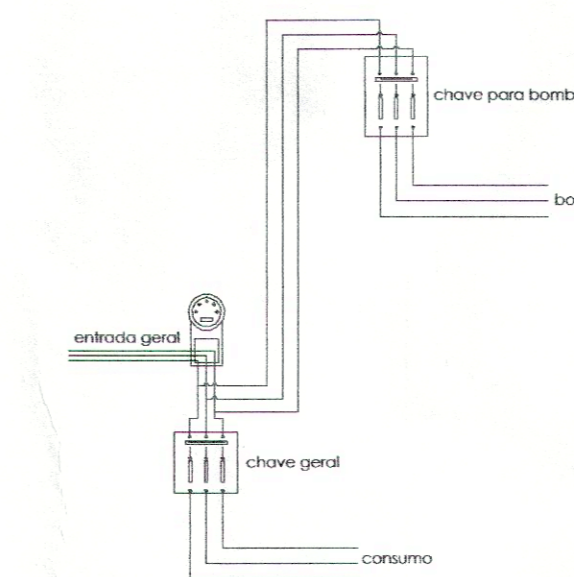 chave para bomb
bo
entrada geral
chave geral
consumo